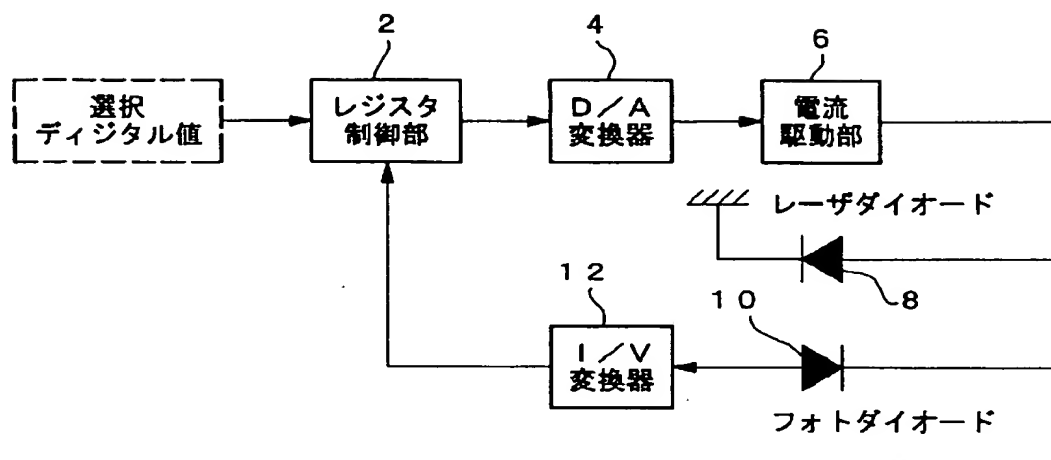 2
4
6
選択
ディジタル値
レジスタ
制御部
D／A
変換器
電流
駆動部
レーザダイオード
8
12
10
I／V
変換器
フォトダイオード